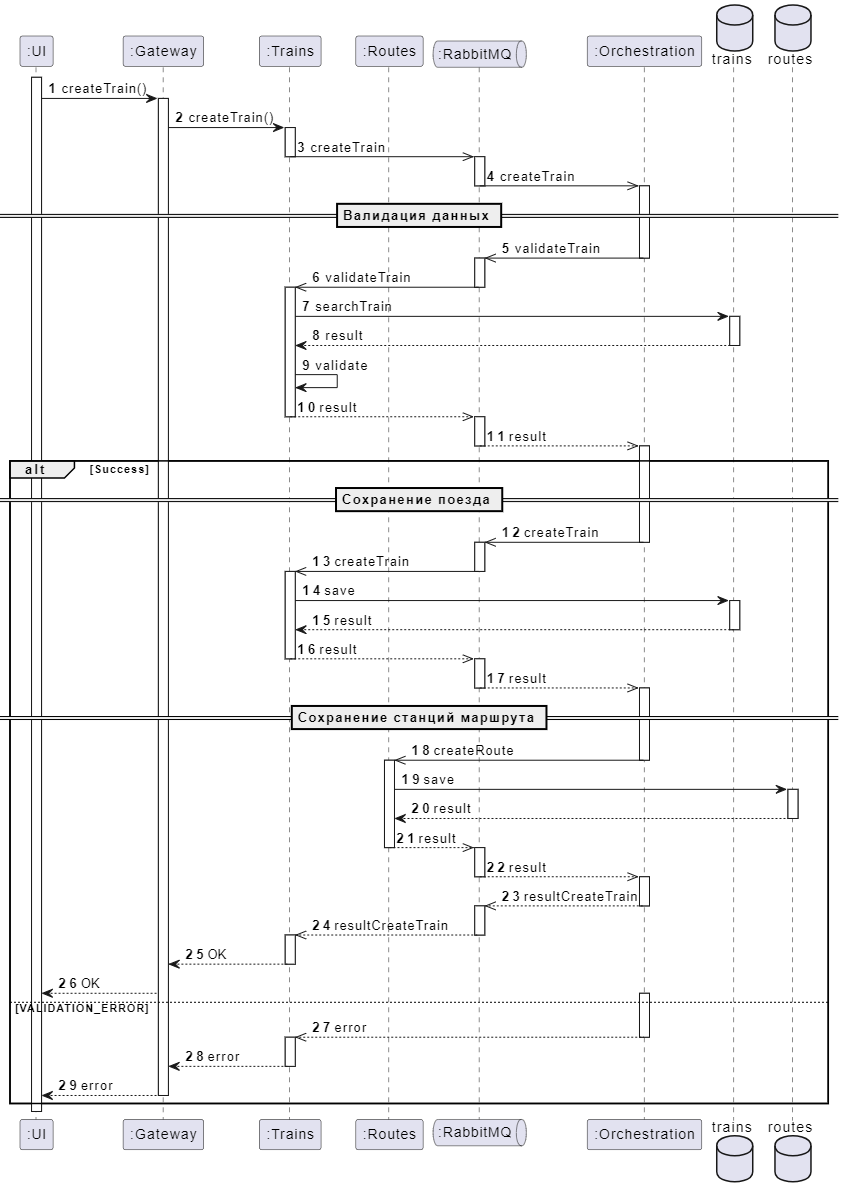 trains routes
:UI :Gateway :Trains :Routes :RabbitMQ :Orchestration
1 createTrain()
2 createTrain()
3 createTrain
4 createTrain
Валидация данных
5 validateTrain
6 validateTrain
7 searchTrain
8 result
9 validate
10 result
11 result
alt [Success]
Сохранение поезда
12 createTrain
13 createTrain
14 save
15 result
16 result
17 result
Сохранение станций маршрута
18 createRoute
19 save
20 result
21 result
22 result
23 resultCreateTrain
24 resultCreateTrain
25 OK
26 OK
[VALIDATION_ERROR]
27 error
28 error
29 error
:UI :Gateway :Trains :Routes :RabbitMQ :Orchestration
trains routes